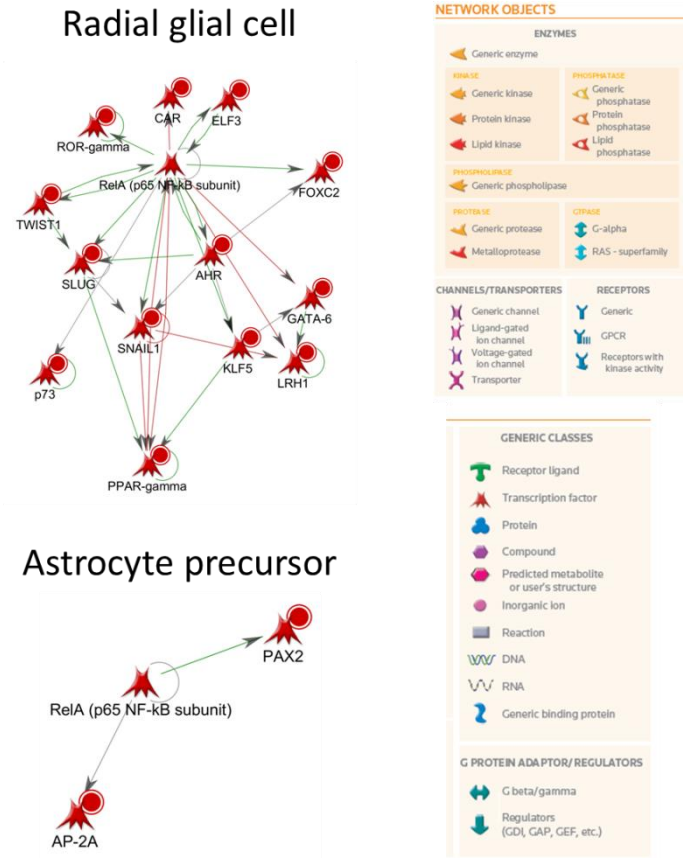 Radial glial cell
CAR
ELF3
ROR-gamma
RelA (p65 NF-kB subunit)
FOXC2
TWIST1
SLUG
AHR
GATA-6
SNAIL1
KLF5
LRH1
p73
PPAR-gamma
Astrocyte precursor
PAX2
RelA (p65 NF-kB subunit)
AP-2A
NETWORK OBJECTS
ENZYMES
Generic enzyme
KINASE
Generic kinase
Protein kinase
Lipid kinase
PHOSPHATASE
Generic
phosphatase
Protein
phosphatase
Lipid
phosphatase
PHOSPHOLIPASE
Generic phospholipase
PROTEASE
Generic protease
Metalloprotease
GTPASE
G-alpha
RAS - superfamily
CHANNELS/TRANSPORTERS
Generic channel
Ligand-gated
ion channel
Voltage-gated
ion channel
Transporter
RECEPTORS
Generic
GPCR
Receptors with
kinase activity
GENERIC CLASSES
Receptor ligand
Transcription factor
Protein
Compound
Predicted metabolite
or user's structure
Inorganic ion
Reaction
DNA
RNA
Generic binding protein
G PROTEIN ADAPTOR/REGULATORS
G beta/gamma
Regulators
(GDI, GAP, GEF, etc.)